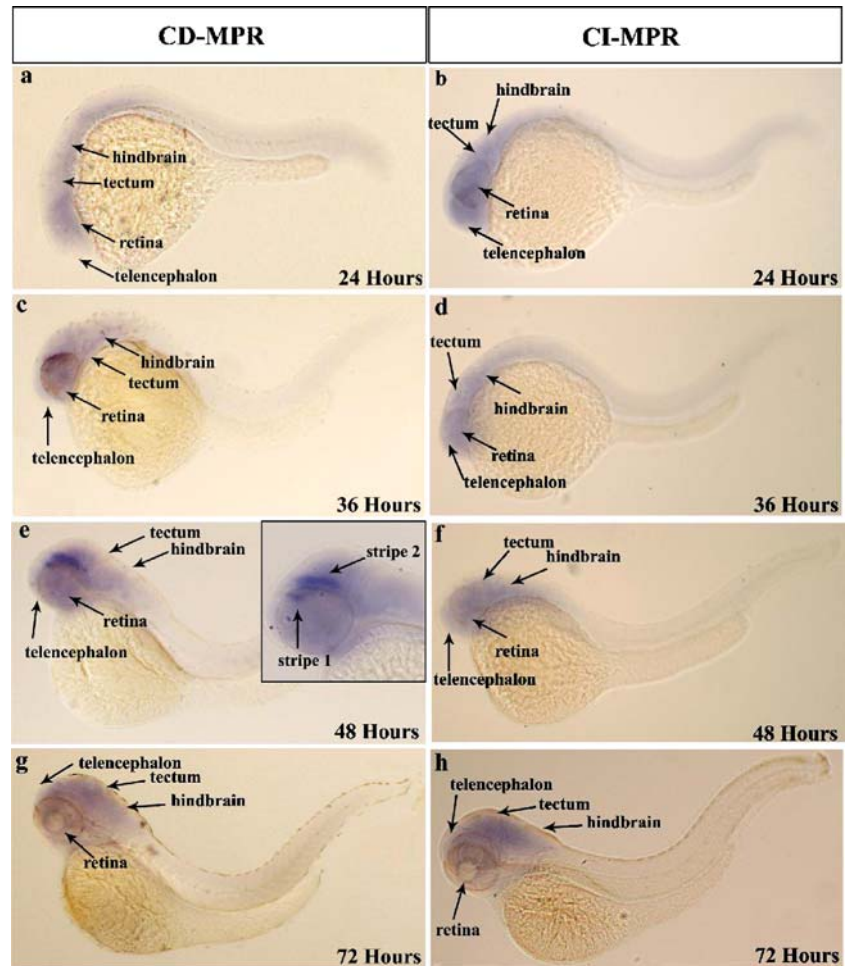 CD-MPR
CI-MPR
a
hindbrain
tectum
retina
telencephalon
24 Hours
b
hindbrain
tectum
retina
telencephalon
24 Hours
c
hindbrain
tectum
retina
telencephalon
36 Hours
d
tectum
hindbrain
retina
telencephalon
36 Hours
e
tectum
hindbrain
retina
telencephalon
stripe 2
stripe 1
48 Hours
f
tectum
hindbrain
retina
telencephalon
48 Hours
g
telencephalon
tectum
hindbrain
retina
72 Hours
h
telencephalon
tectum
hindbrain
retina
72 Hours